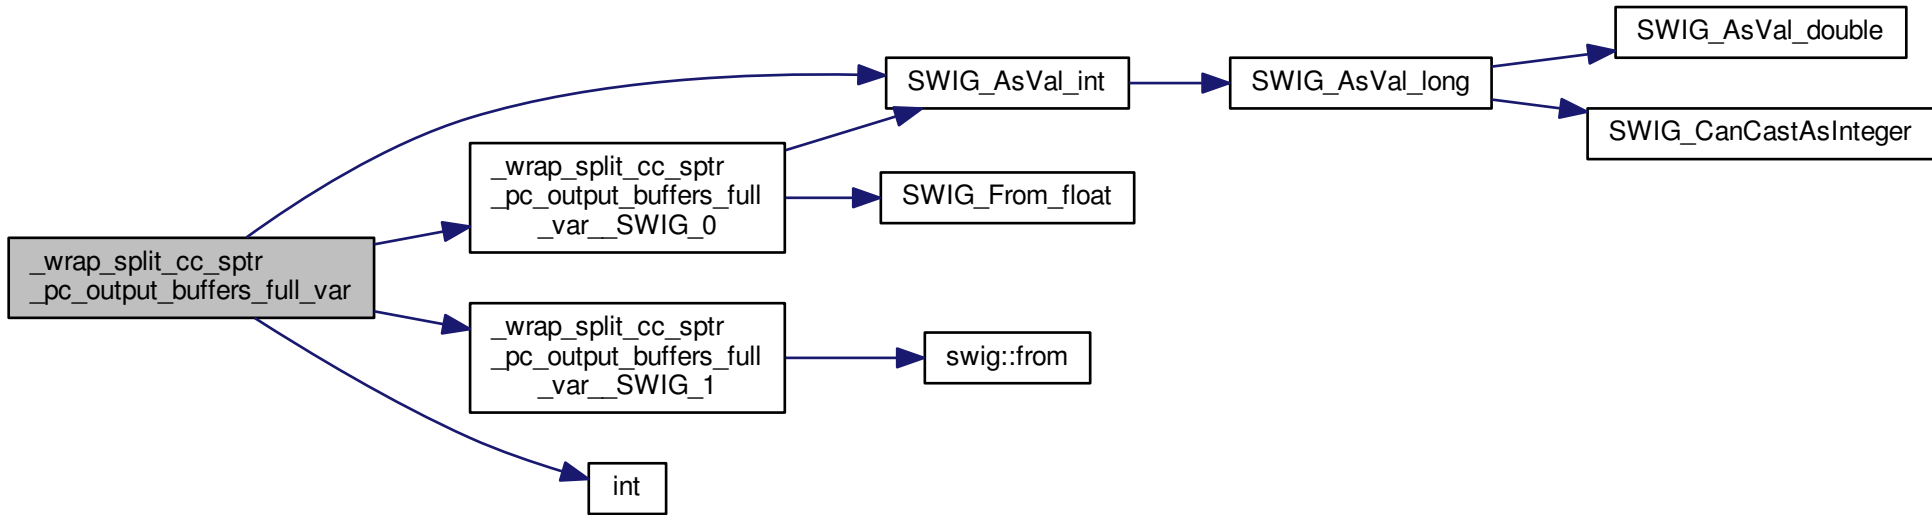 _wrap_split_cc_sptr
_pc_output_buffers_full_var
_wrap_split_cc_sptr
_pc_output_buffers_full
_var__SWIG_0
_wrap_split_cc_sptr
_pc_output_buffers_full
_var__SWIG_1
int
SWIG_AsVal_int
SWIG_From_float
swig::from
SWIG_AsVal_long
SWIG_AsVal_double
SWIG_CanCastAsInteger